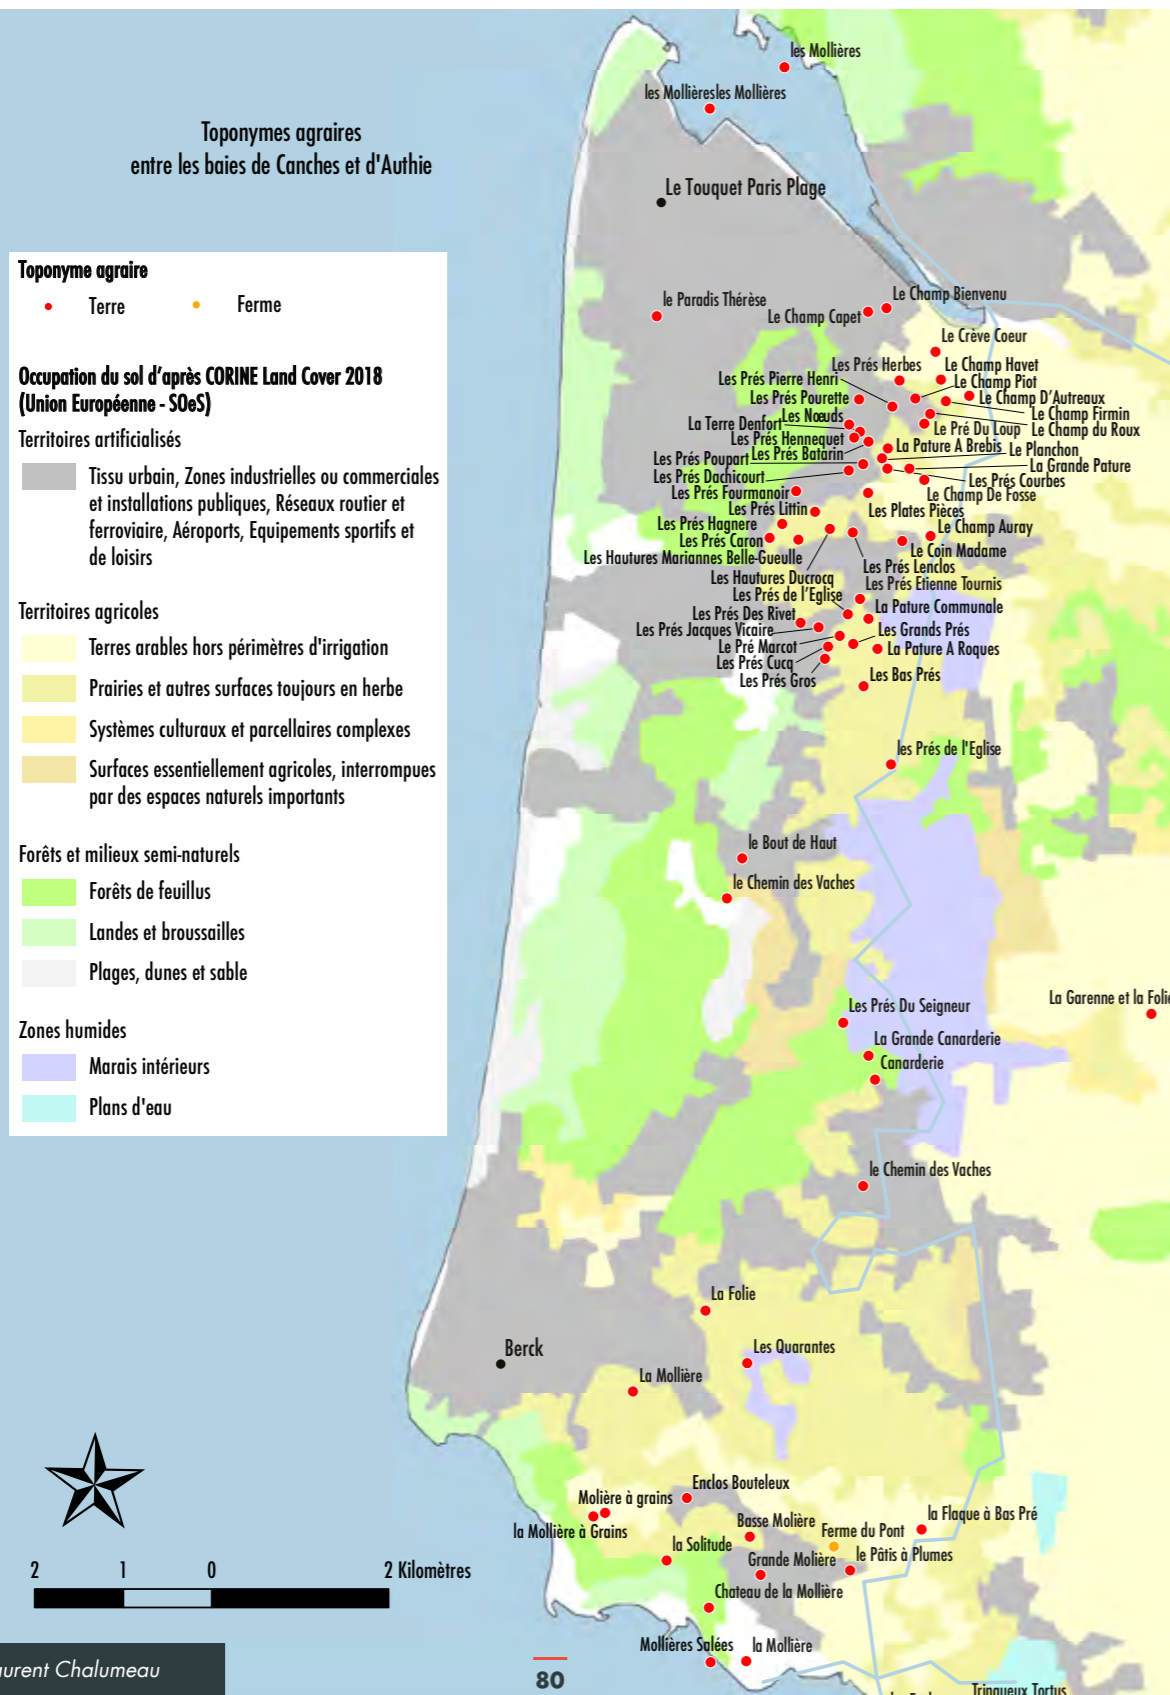 Toponymes agraires
entre les baies de Canches et d'Authie
Toponyme agraire
Terre
Ferme
Occupation du sol d'après CORINE Land Cover 2018
(Union Européenne - SOeS)
Territoires artificialisés
Tissu urbain, Zones industrielles ou commerciales
et installations publiques, Réseaux routier et
ferroviaire, Aéroports, Equipements sportifs et
de loisirs
Territoires agricoles
Terres arables hors périmètres d'irrigation
Prairies et autres surfaces toujours en herbe
Systèmes culturaux et parcellaires complexes
Surfaces essentiellement agricoles, interrompues
par des espaces naturels importants
Forêts et milieux semi-naturels
Forêts de feuillus
Landes et broussailles
Plages, dunes et sable
Zones humides
Marais intérieurs
Plans d'eau
les Mollières
les Mollièresles Mollières
Le Touquet Paris Plage
le Paradis Thérèse
Le Champ Bienvenu
Le Champ Capet
Le Crève Coeur
Les Prés Herbes
Le Champ Havet
Les Prés Pierre Henri
Le Champ Piot
Les Prés Pourette
Le Champ D'Autreaux
Les Nœuds
Le Champ Firmin
La Terre Denfort
Le Pré Du Loup
Le Champ du Roux
Les Prés Hennequet
La Pature A Brebis
Le Planchon
Les Prés Poupart
Les Prés Batarin
La Grande Pature
Les Prés Dachicourt
Les Prés Courbes
Les Prés Fourmanoir
Le Champ De Fosse
Les Prés Littin
Les Plates Pièces
Les Prés Hagnere
Le Champ Auray
Les Prés Caron
Le Coin Madame
Les Hautures Mariannes Belle-Gueulle
Les Prés Lenclos
Les Hautures Ducrocq
Les Prés Etienne Tournis
Les Prés de l'Eglise
La Pature Communale
Les Prés Des Rivet
Les Prés Jacques Vicaire
Les Grands Prés
Le Pré Marcot
La Pature A Roques
Les Prés Cucq
Les Prés Gros
Les Bas Prés
les Prés de l'Eglise
le Bout de Haut
le Chemin des Vaches
Les Prés Du Seigneur
La Garenne et la Folie
La Grande Canarderie
Canarderie
le Chemin des Vaches
La Folie
Berck
Les Quarantes
La Mollière
Enclos Bouteleux
Molière à grains
la Mollière à Grains
Basse Molière
Ferme du Pont
la Flaque à Bas Pré
la Solitude
Grande Molière
le Pâtis à Plumes
Chateau de la Mollière
Mollières Salées
la Mollière
Trinqueux Tortus
2 1 0 2 Kilomètres
urent Chalumeau
80